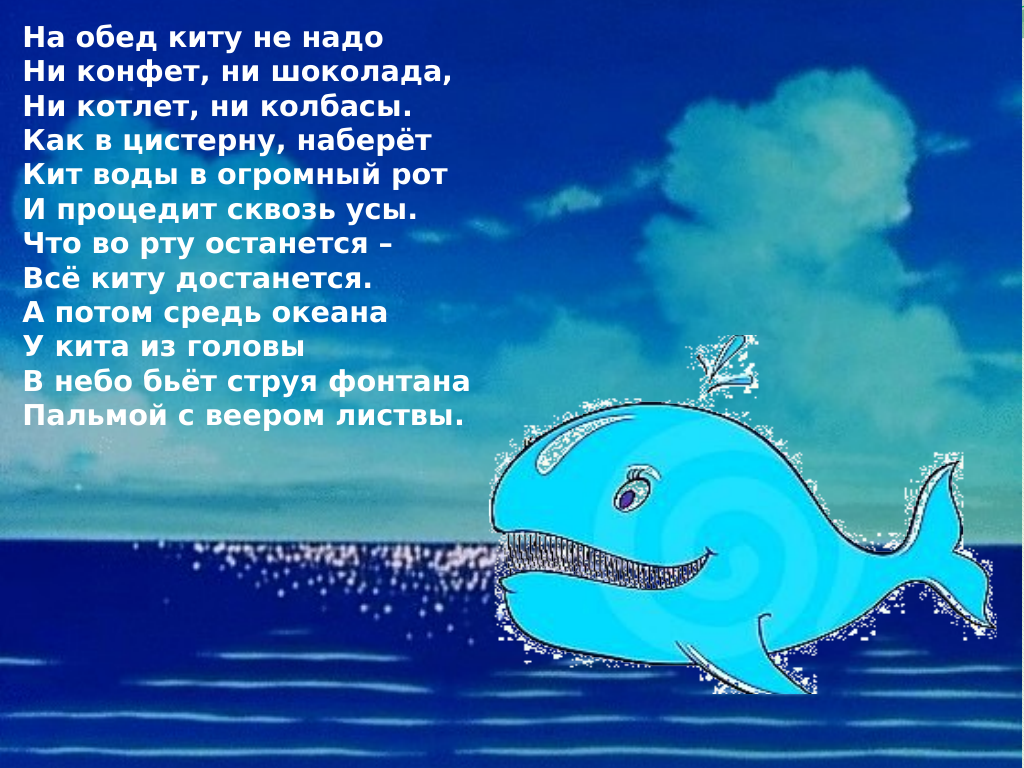 На обед киту не надо
Ни конфет, ни шоколада,
Ни котлет, ни колбасы.
Как в цистерну, наберёт
Кит воды в огромный рот
И процедит сквозь усы.
Что во рту останется –
Всё киту достанется.
А потом средь океана
У кита из головы
В небо бьёт струя фонтана
Пальмой с веером листвы.